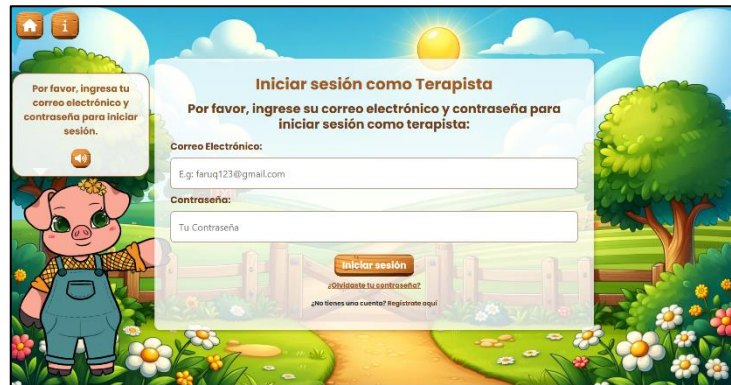 i
Por favor, ingresa tu
correo electrónico y
contraseña para iniciar
sesión.
Iniciar sesión como Terapista
Por favor, ingrese su correo electrónico y contraseña para
iniciar sesión como terapista:
Correo Electrónico:
E.g: faruq123@gmail.com
Contraseña:
Tu Contraseña
Iniciar sesión
¿Olvidaste tu contraseña?
¿No tienes una cuenta? Regístrate aquí